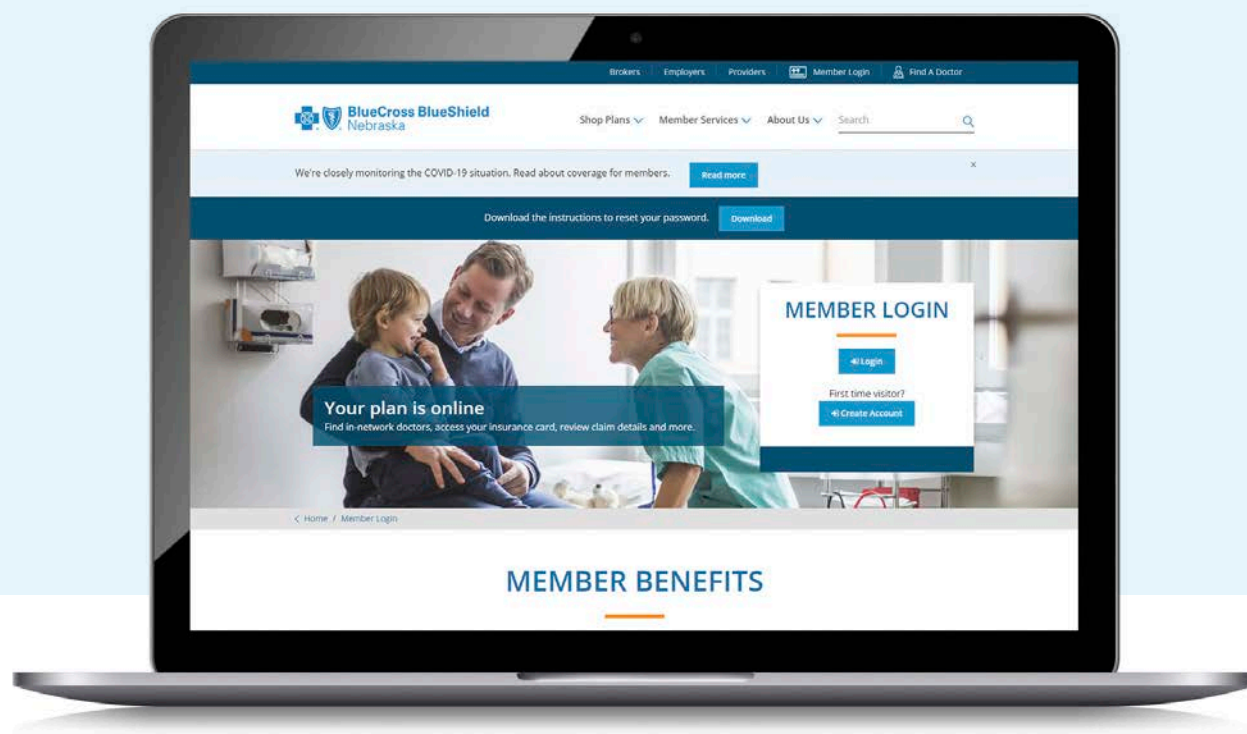 Brokers Employers Providers Member Login Find A Doctor
BlueCross BlueShield
Nebraska
Shop Plans Member Services About Us Search
We're closely monitoring the COVID-19 situation. Read about coverage for members. Read more
x
Download the instructions to reset your password. Download
MEMBER LOGIN
Login
First time visitor?
Create Account
Your plan is online
Find in-network doctors, access your insurance card, review claim details and more.
< Home / Member Login
MEMBER BENEFITS